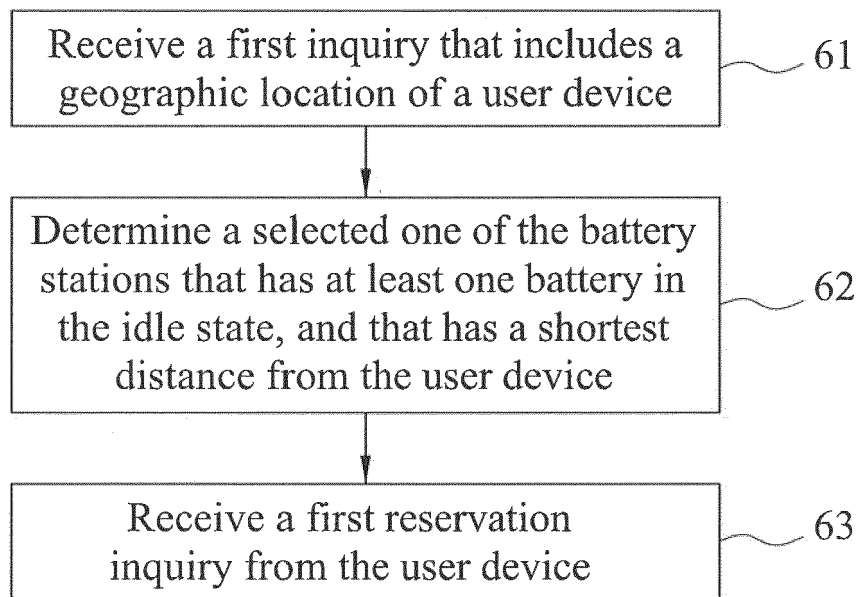 Receive a first inquiry that includes a
geographic location of a user device
61
Determine a selected one of the battery
stations that has at least one battery in
the idle state, and that has a shortest
distance from the user device
62
Receive a first reservation
inquiry from the user device
63